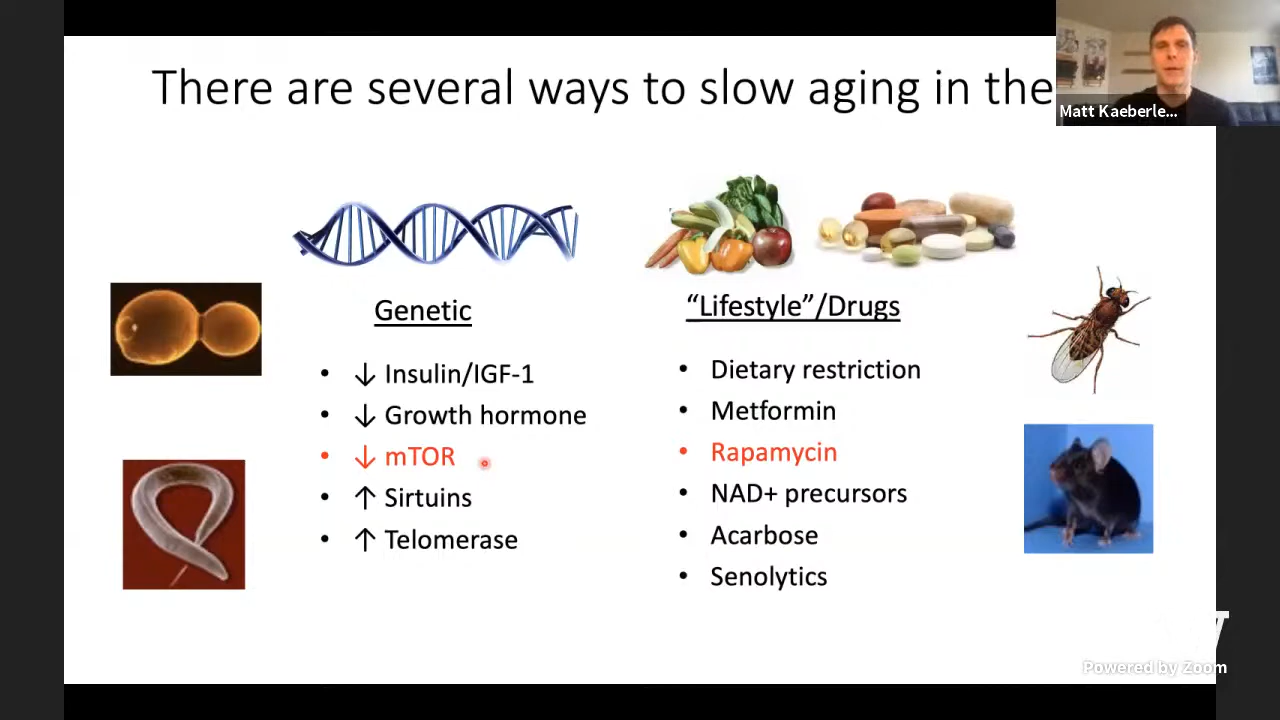 There are several ways to slow aging in the
Matt Kaeberle...
Genetic
↓ Insulin/IGF-1
↓ Growth hormone
↓ mTOR
↑ Sirtuins
↑ Telomerase
“Lifestyle”/Drugs
Dietary restriction
Metformin
Rapamycin
NAD+ precursors
Acarbose
Senolytics
Powered by Zoom